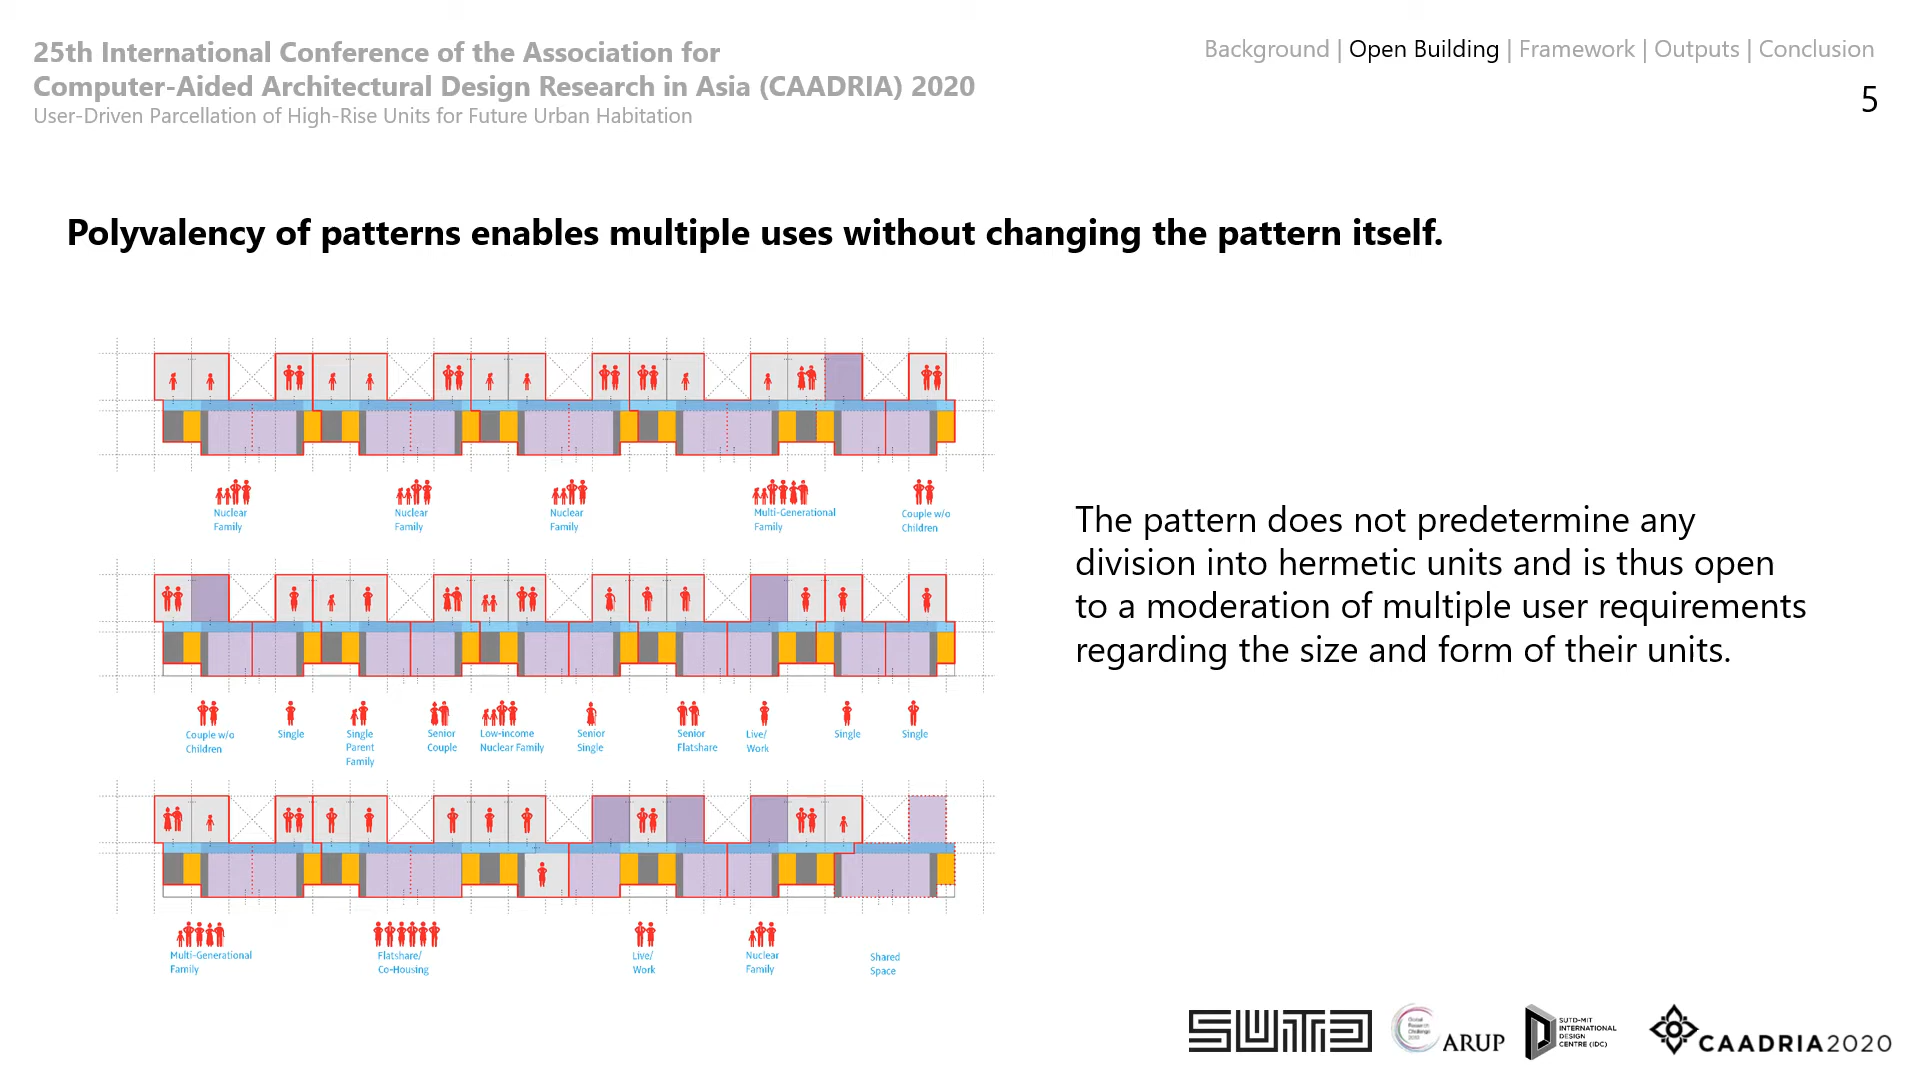 25th International Conference of the Association for
Computer-Aided Architectural Design Research in Asia (CAADRIA) 2020
User-Driven Parcellation of High-Rise Units for Future Urban Habitation
Background | Open Building | Framework | Outputs | Conclusion
5
Polyvalency of patterns enables multiple uses without changing the pattern itself.
Nuclear
Family
Nuclear
Family
Nuclear
Family
Multi-Generational
Family
Couple w/o
Children
The pattern does not predetermine any
division into hermetic units and is thus open
to a moderation of multiple user requirements
regarding the size and form of their units.
Couple w/o
Children
Single
Single
Parent
Family
Senior
Couple
Low-income
Nuclear Family
Senior
Single
Senior
Flatshare
Live/
Work
Single
Single
Multi-Generational
Family
Flatshare/
Co-Housing
Live/
Work
Nuclear
Family
Shared
Space
SUTD
Global
Research
Challenge
ARUP
SUTD-MIT
INTERNATIONAL
DESIGN
CENTRE (IDC)
CAADRIA2020